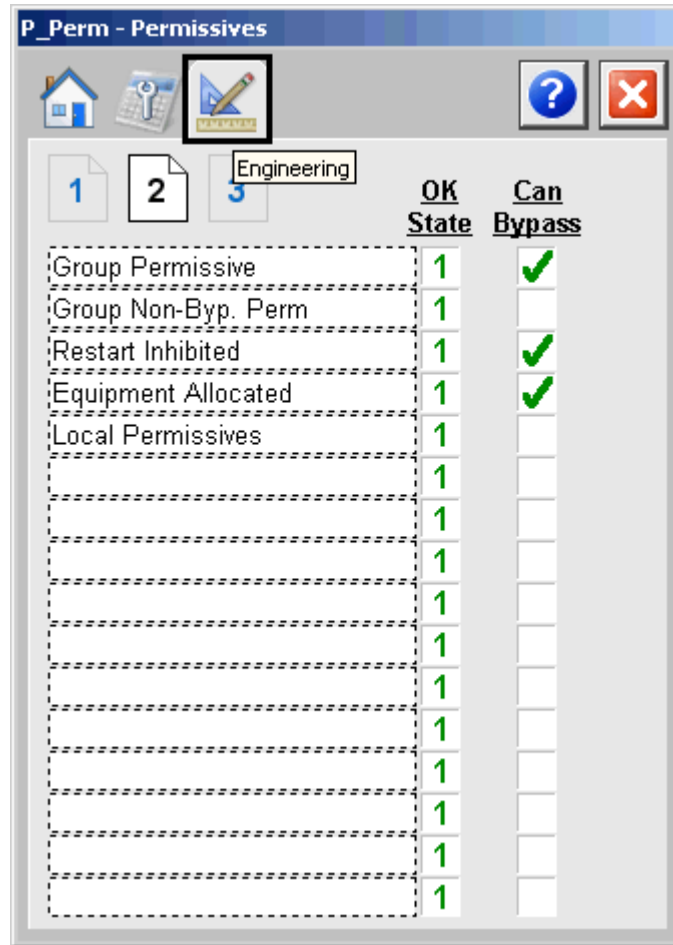 P_Perm - Permissives
?
Engineering
1 2 3
OK Can
State Bypass
Group Permissive 1
Group Non-Byp. Perm 1
Restart Inhibited 1
Equipment Allocated 1
Local Permissives 1
1
1
1
1
1
1
1
1
1
1
1